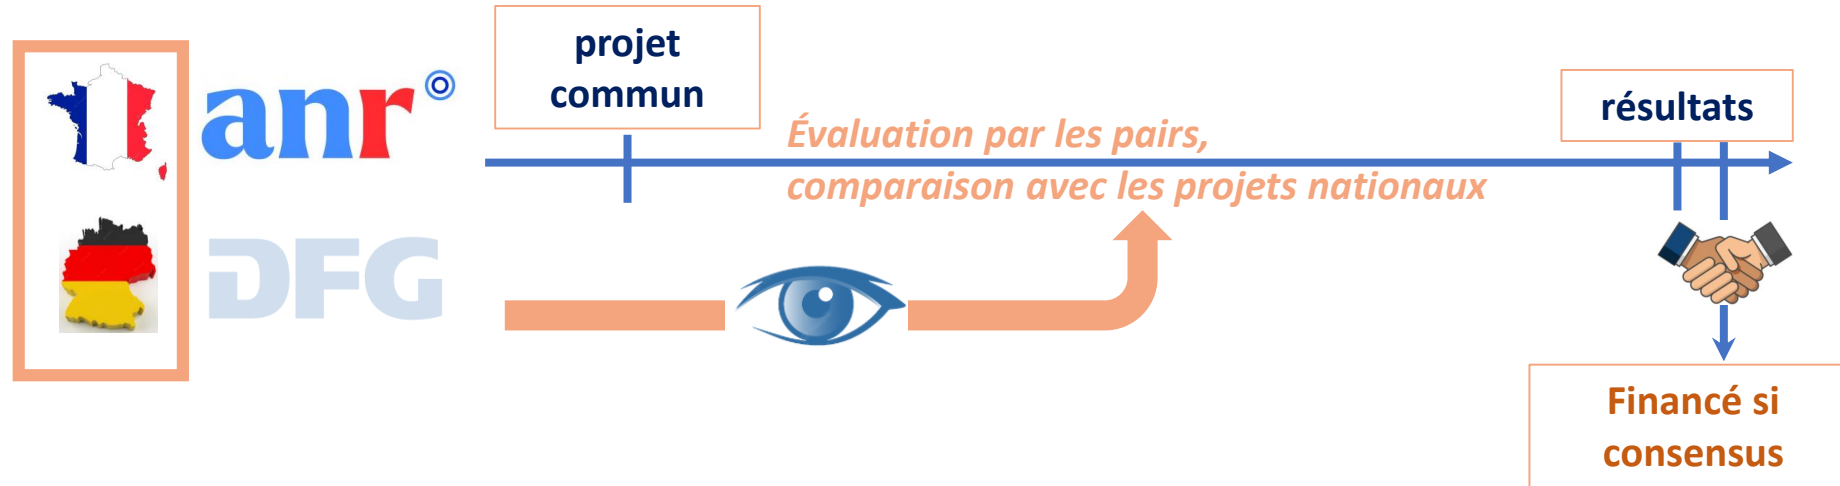 anr
DFG
projet
commun
Évaluation par les pairs,
comparaison avec les projets nationaux
résultats
Financé si
consensus